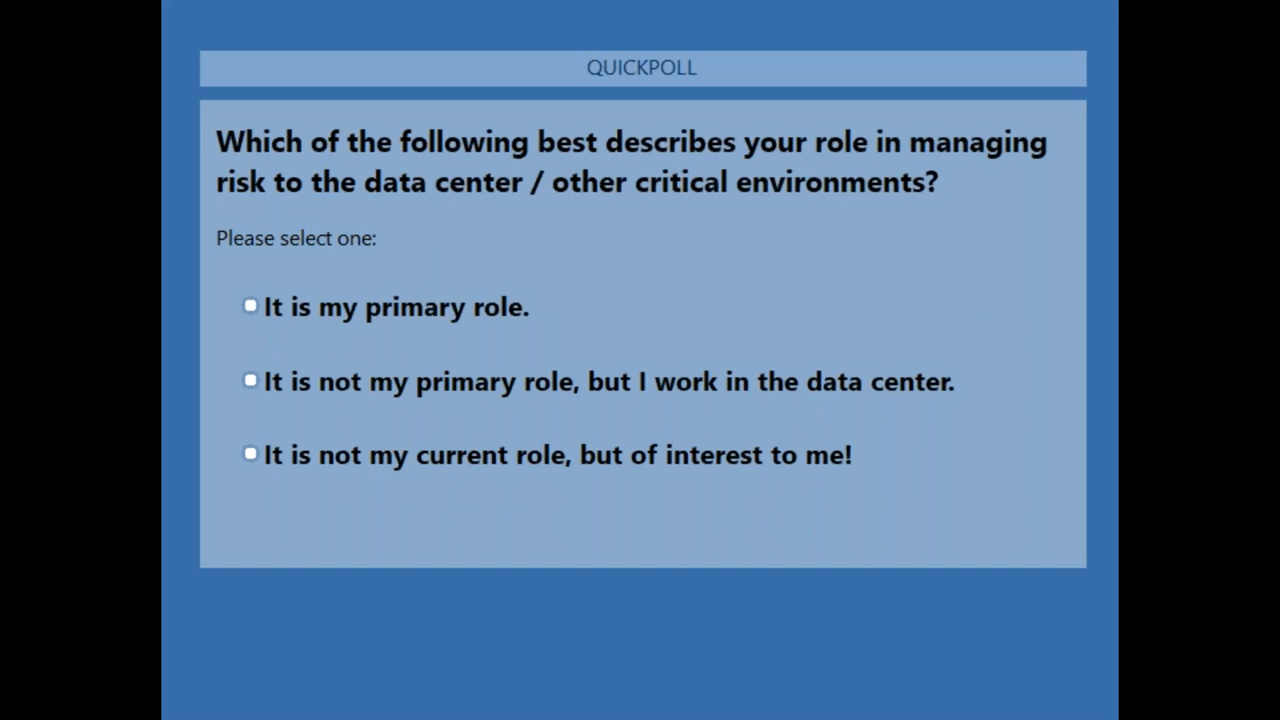 QUICKPOLL
Which of the following best describes your role in managing
risk to the data center / other critical environments?
Please select one:
It is my primary role.
It is not my primary role, but I work in the data center.
It is not my current role, but of interest to me!